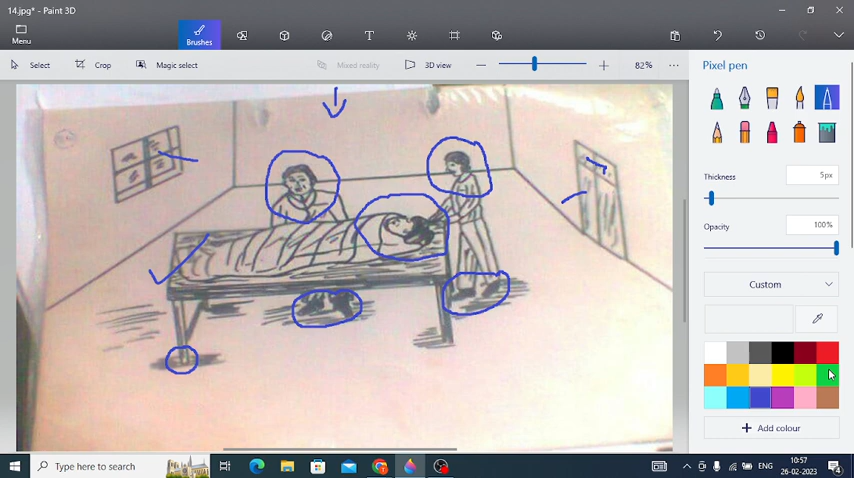 14.jpg* - Paint 3D
Menu
Brushes
Select
Crop
Magic select
Mixed reality
3D view
82%
Pixel pen
Thickness
5px
Opacity
100%
Custom
Add colour
Type here to search
ENG
10:57
26-02-2023
4